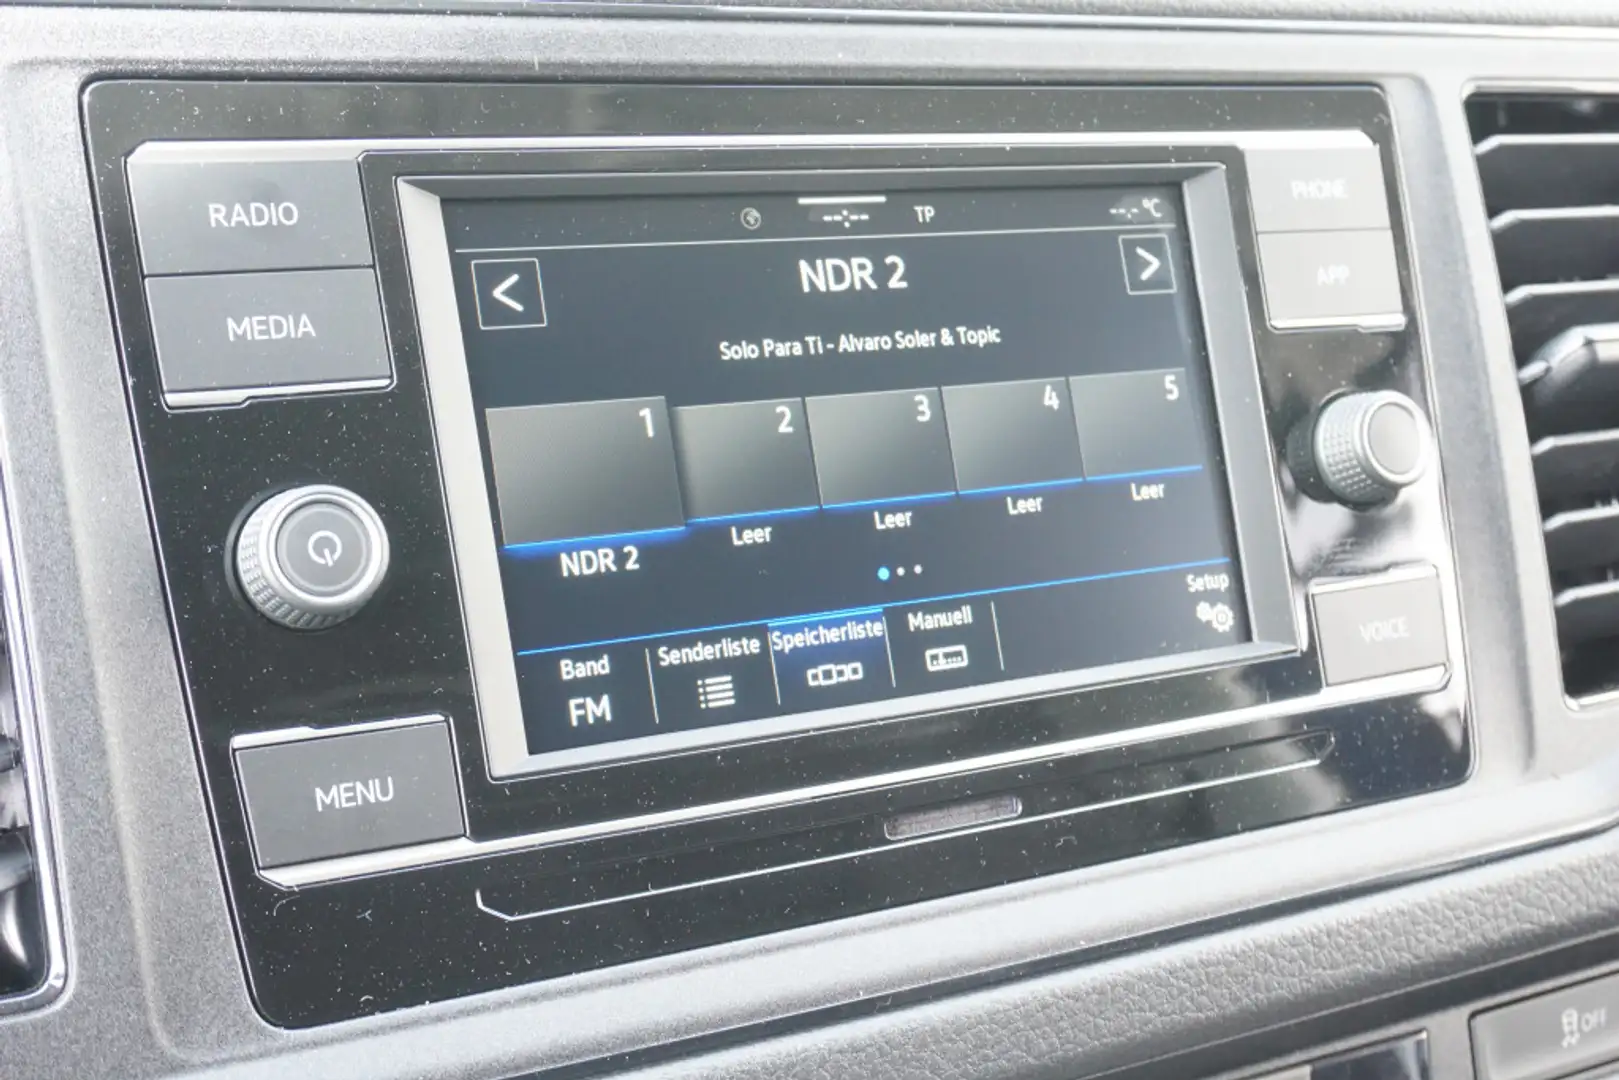 RADIO
MEDIA
MENU
--:--
TP
--.- °C
<
NDR 2
>
Solo Para Ti - Alvaro Soler & Topic
1
2
3
4
5
NDR 2
Leer
Leer
Leer
Leer
Band
FM
Senderliste
Speicherliste
Manuell
Setup
PHONE
APP
VOICE
OFF